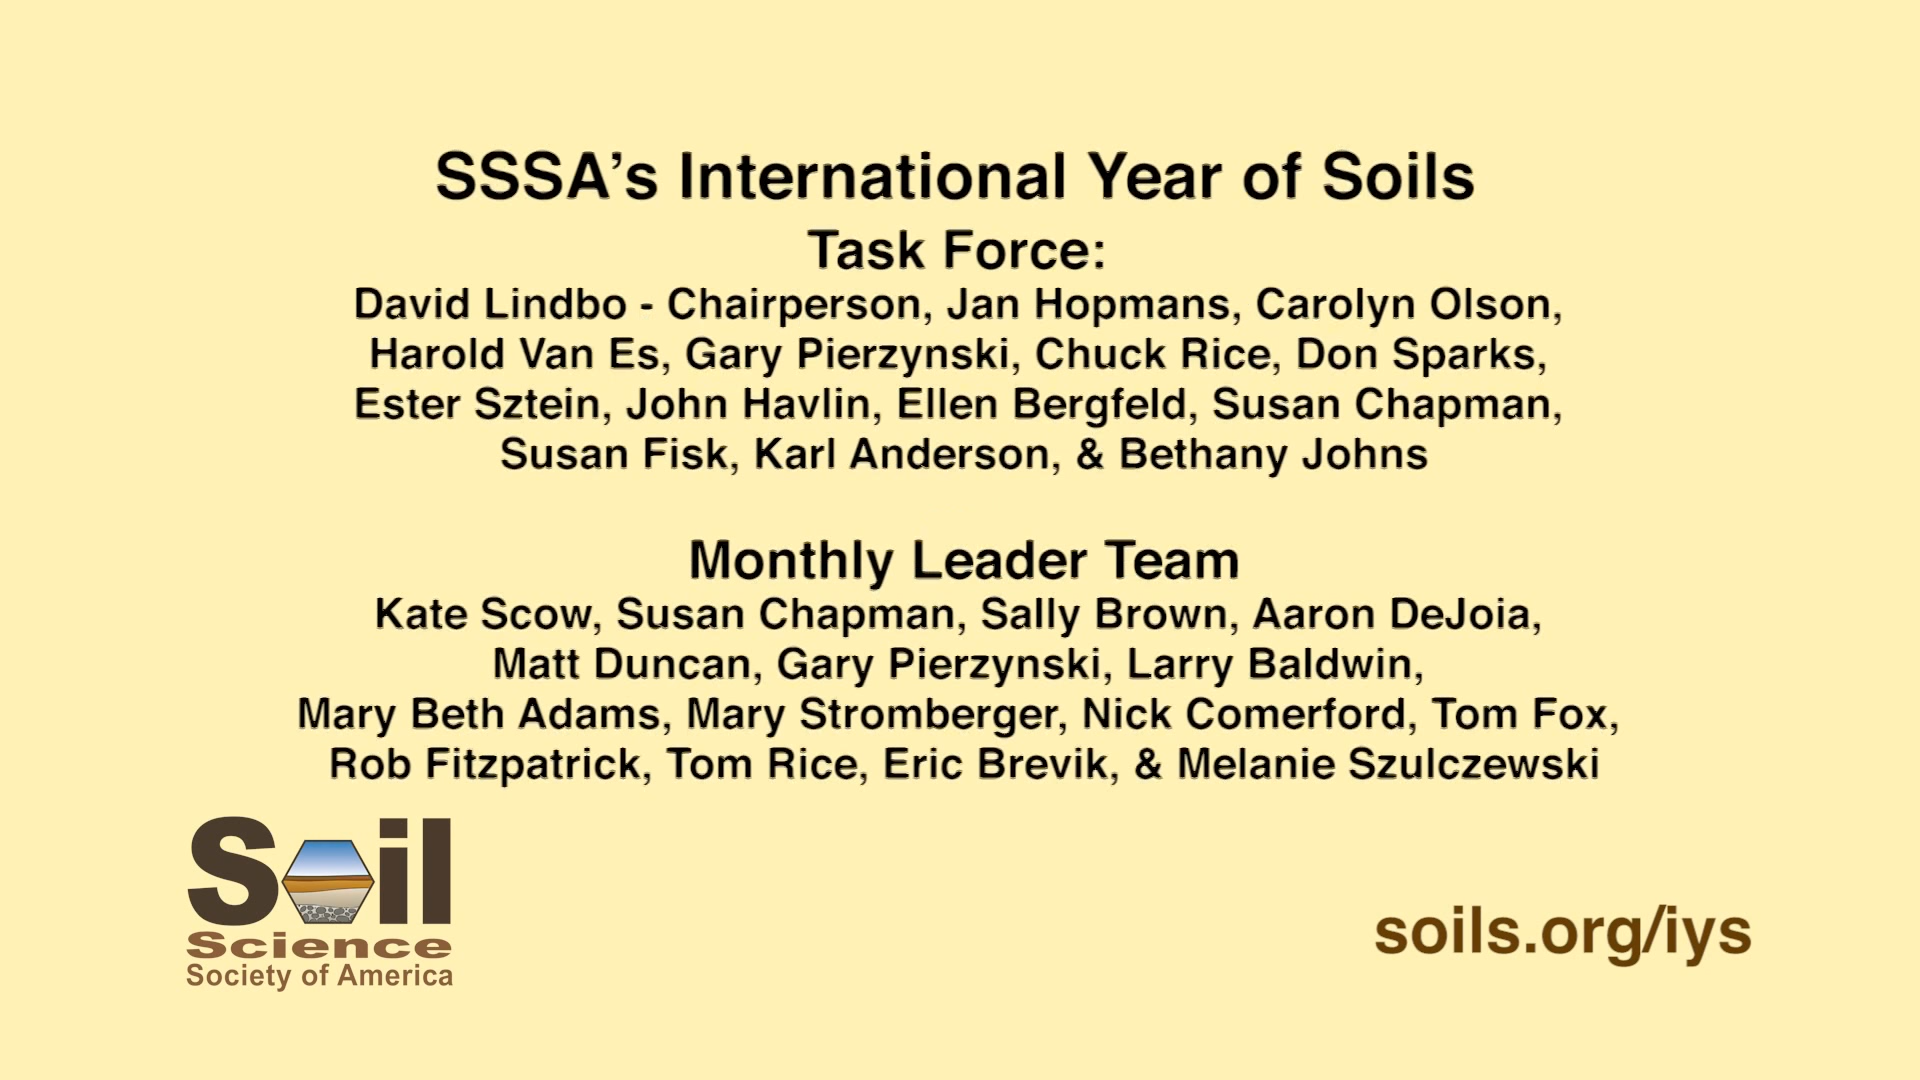 SSSA’s International Year of Soils
Task Force:
David Lindbo - Chairperson, Jan Hopmans, Carolyn Olson,
Harold Van Es, Gary Pierzynski, Chuck Rice, Don Sparks,
Ester Sztein, John Havlin, Ellen Bergfeld, Susan Chapman,
Susan Fisk, Karl Anderson, & Bethany Johns
Monthly Leader Team
Kate Scow, Susan Chapman, Sally Brown, Aaron DeJoia,
Matt Duncan, Gary Pierzynski, Larry Baldwin,
Mary Beth Adams, Mary Stromberger, Nick Comerford, Tom Fox,
Rob Fitzpatrick, Tom Rice, Eric Brevik, & Melanie Szulczewski
Soil
Science
Society of America
soils.org/iys